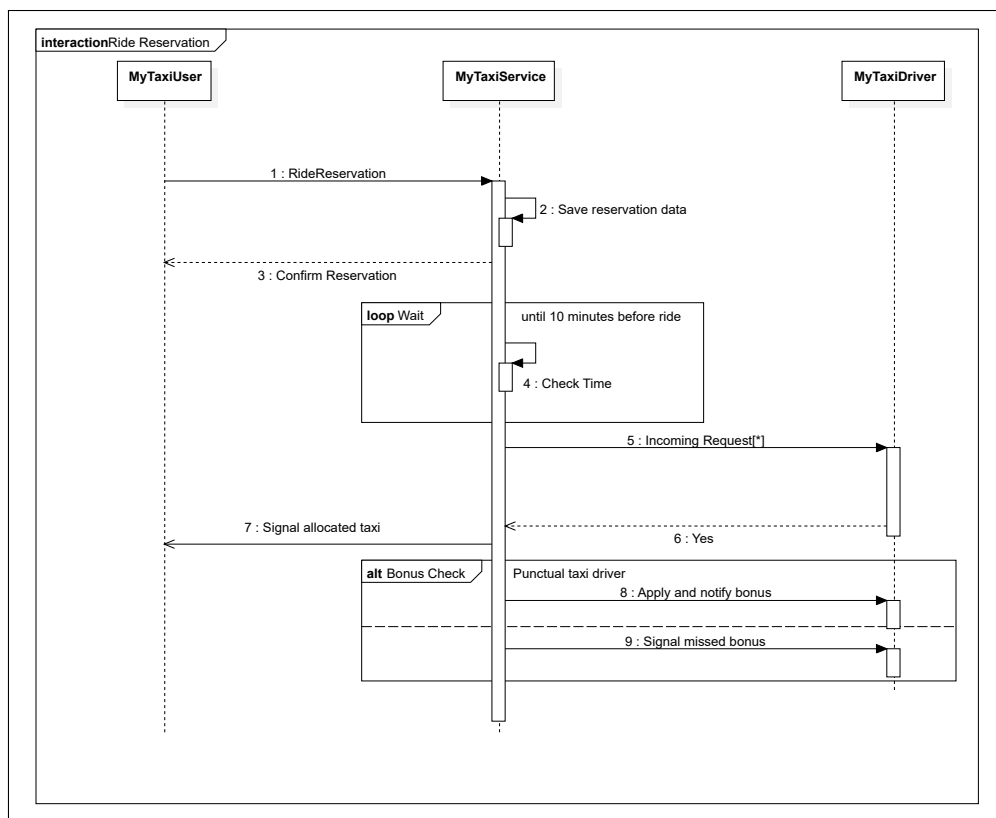 interactionRide Reservation
MyTaxiUser
MyTaxiService
MyTaxiDriver
1 : RideReservation
2 : Save reservation data
3 : Confirm Reservation
loop Wait
until 10 minutes before ride
4 : Check Time
5 : Incoming Request[*]
6 : Yes
7 : Signal allocated taxi
alt Bonus Check
Punctual taxi driver
8 : Apply and notify bonus
9 : Signal missed bonus